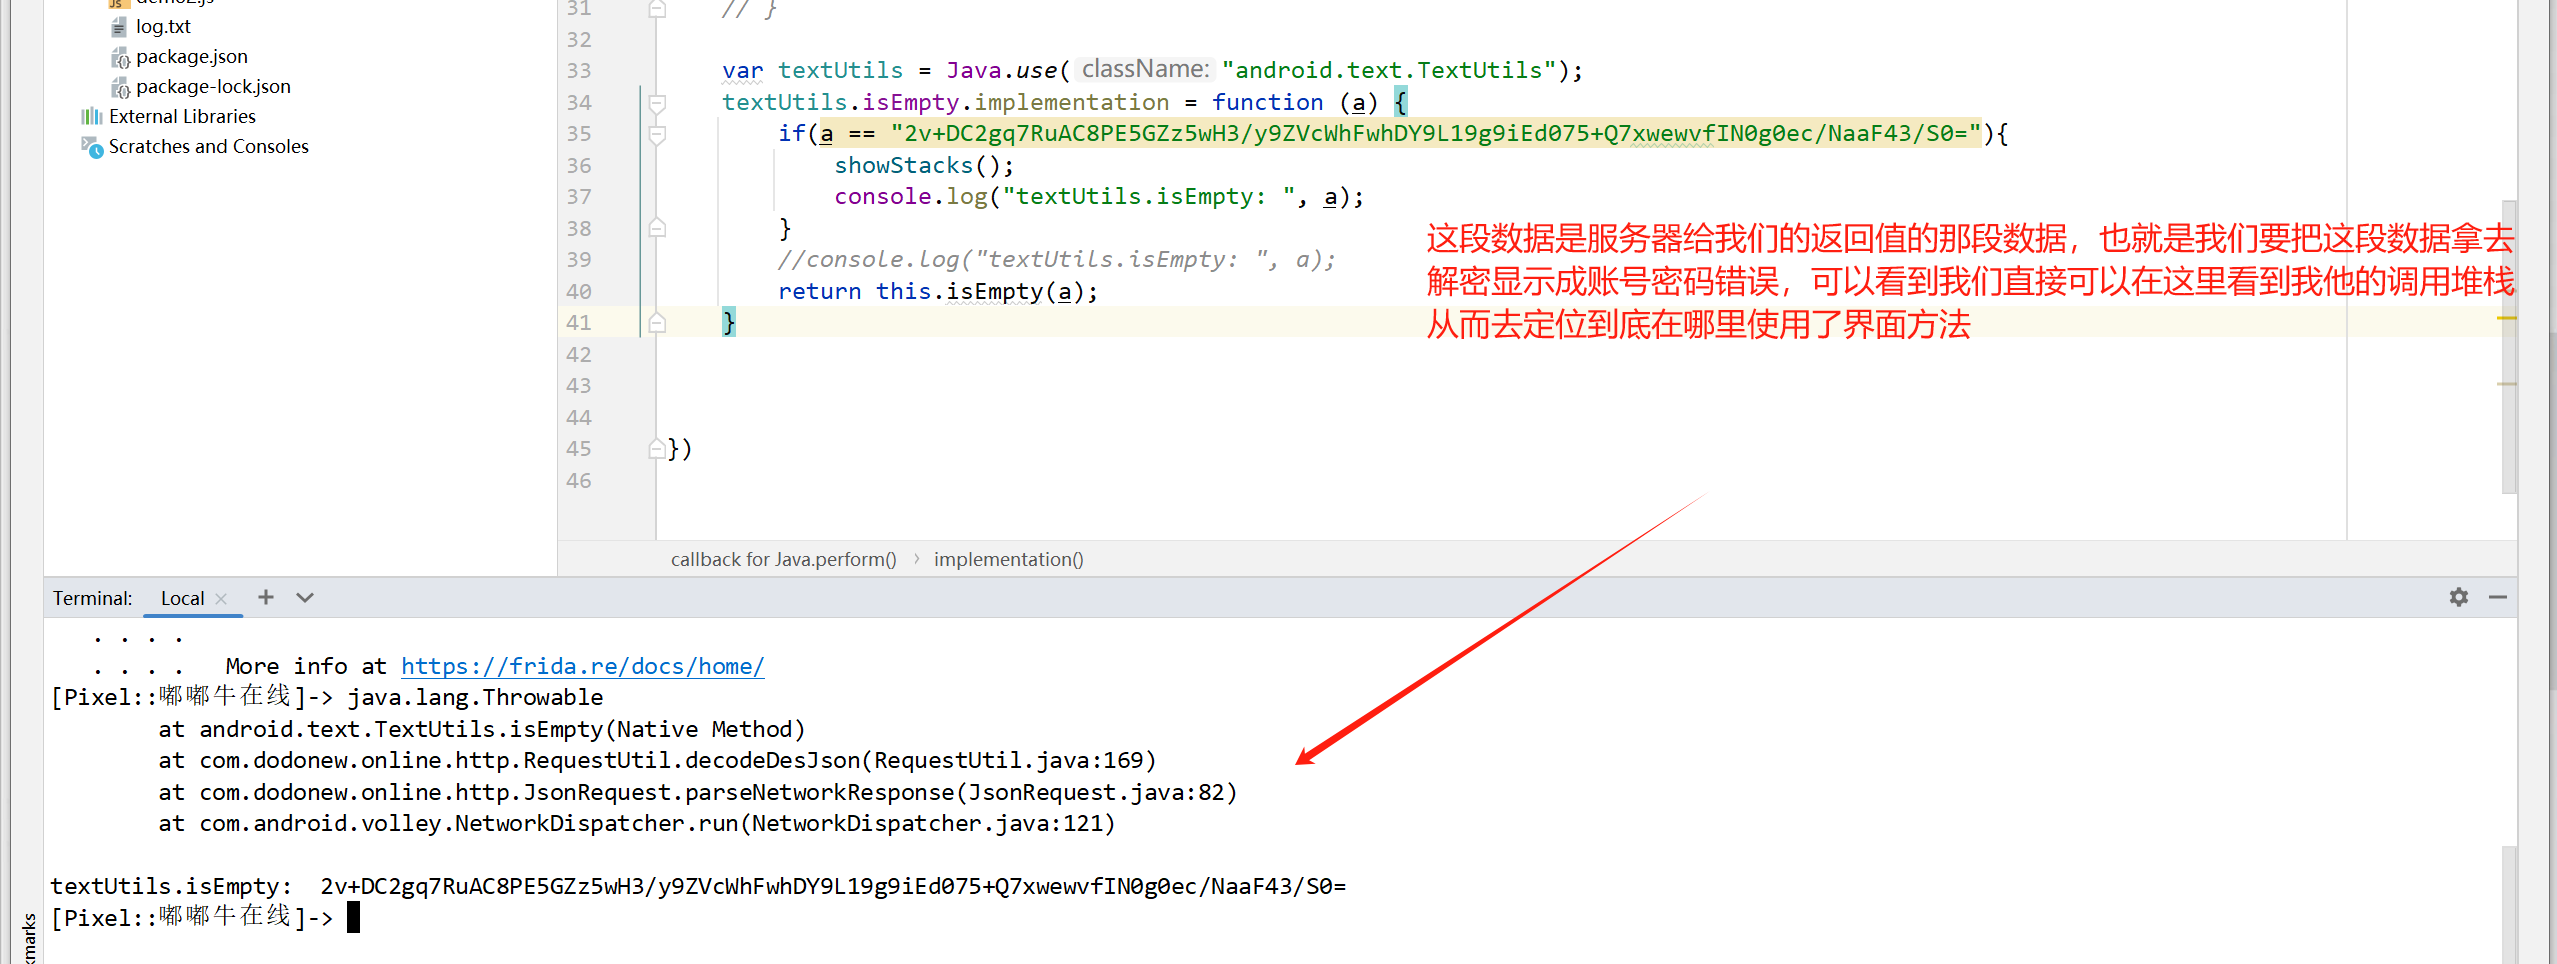 log.txt
package.json
package-lock.json
External Libraries
Scratches and Consoles
31 // }
32
33 var textUtils = Java.use( className: "android.text.TextUtils");
34 textUtils.isEmpty.implementation = function (a) {
35 if(a == "2v+DC2gq7RuAC8PE5GZz5wH3/y9ZVcWhFwhDY9L19g9iEd075+Q7xwewvfIN0g0ec/NaaF43/S0="){
36 showStacks();
37 console.log("textUtils.isEmpty: ", a);
38 }
39 //console.log("textUtils.isEmpty: ", a);
40 return this.isEmpty(a);
41 }
42
43
44
45 })
46
这段数据是服务器给我们的返回值的那段数据，也就是我们要把这段数据拿去
解密显示成账号密码错误，可以看到我们直接可以在这里看到我他的调用堆栈
从而去定位到底在哪里使用了界面方法
callback for Java.perform() › implementation()
Terminal: Local × +
. . . .
. . . . More info at https://frida.re/docs/home/
[Pixel::嘟嘟牛在线]-> java.lang.Throwable
at android.text.TextUtils.isEmpty(Native Method)
at com.dodonew.online.http.RequestUtil.decodeDesJson(RequestUtil.java:169)
at com.dodonew.online.http.JsonRequest.parseNetworkResponse(JsonRequest.java:82)
at com.android.volley.NetworkDispatcher.run(NetworkDispatcher.java:121)
textUtils.isEmpty: 2v+DC2gq7RuAC8PE5GZz5wH3/y9ZVcWhFwhDY9L19g9iEd075+Q7xwewvfIN0g0ec/NaaF43/S0=
[Pixel::嘟嘟牛在线]->